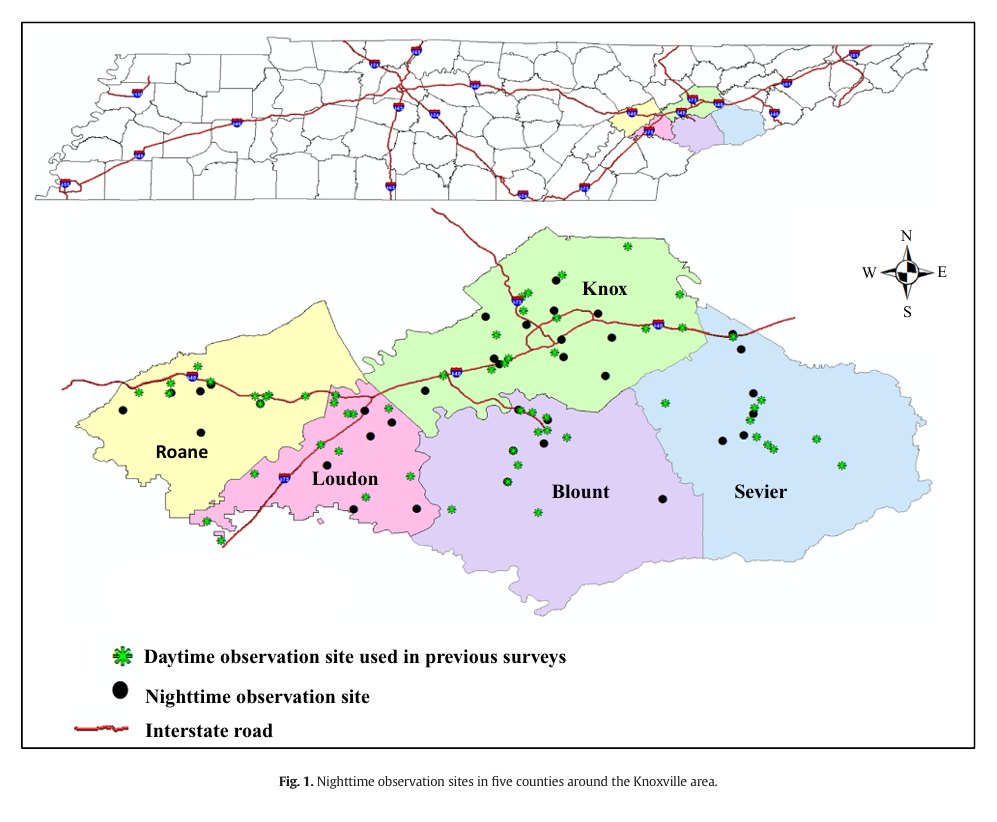 N
W E
S
Knox
Roane
Loudon
Blount
Sevier
Daytime observation site used in previous surveys
Nighttime observation site
Interstate road
Fig. 1. Nighttime observation sites in five counties around the Knoxville area.